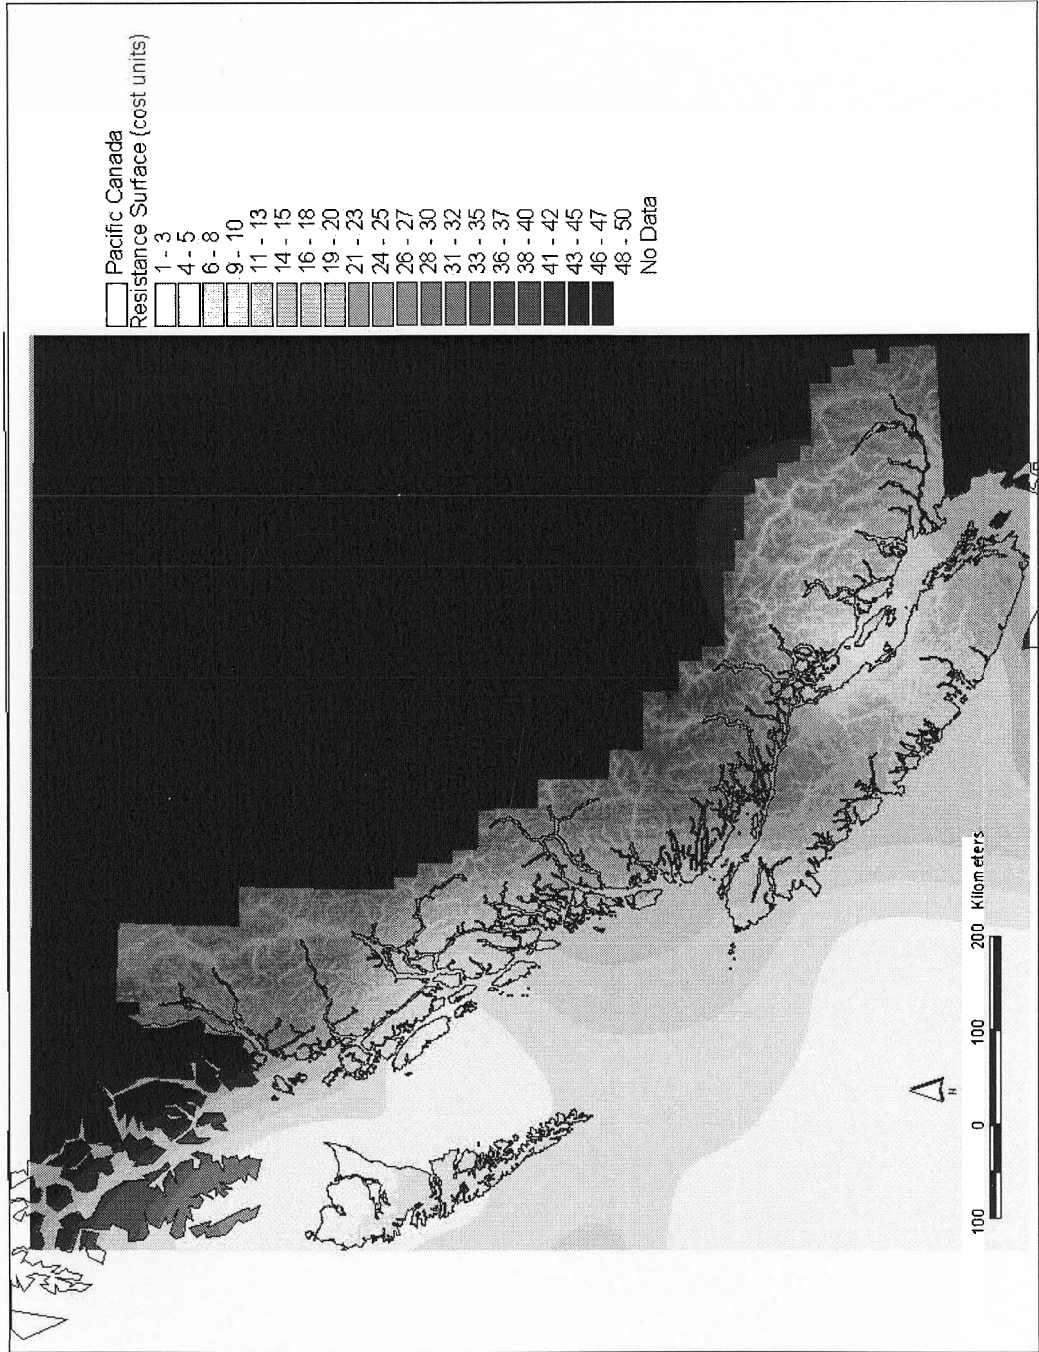 Pacific Canada
Resistance Surface (cost units)
1 - 3
4 - 5
6 - 8
9 - 10
11 - 13
14 - 15
16 - 18
19 - 20
21 - 23
24 - 25
26 - 27
28 - 30
31 - 32
33 - 35
36 - 37
38 - 40
41 - 42
43 - 45
46 - 47
48 - 50
No Data
N
100 0 100 200 Kilometers